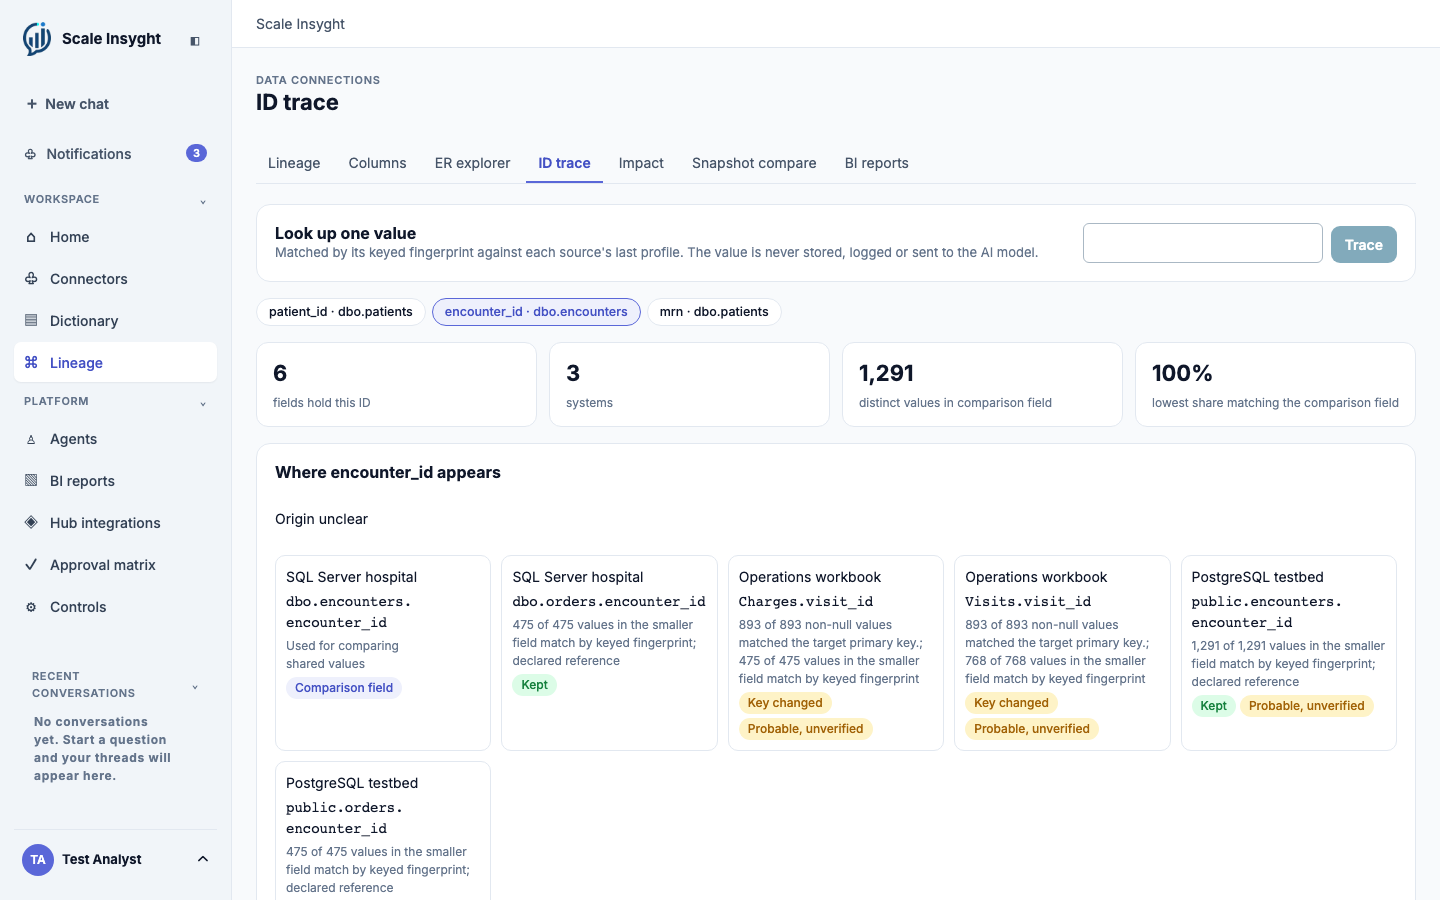 Scale Insyght
New chat
Notifications
3
WORKSPACE
Home
Connectors
Dictionary
Lineage
PLATFORM
Agents
BI reports
Hub integrations
Approval matrix
Controls
RECENT
CONVERSATIONS
No conversations
yet. Start a question
and your threads will
appear here.
TA
Test Analyst
Scale Insyght
DATA CONNECTIONS
ID trace
Lineage
Columns
ER explorer
ID trace
Impact
Snapshot compare
BI reports
Look up one value
Matched by its keyed fingerprint against each source's last profile. The value is never stored, logged or sent to the AI model.
Trace
patient_id · dbo.patients
encounter_id · dbo.encounters
mrn · dbo.patients
6
fields hold this ID
3
systems
1,291
distinct values in comparison field
100%
lowest share matching the comparison field
Where encounter_id appears
Origin unclear
SQL Server hospital
dbo.encounters.
encounter_id
Used for comparing
shared values
Comparison field
SQL Server hospital
dbo.orders.encounter_id
475 of 475 values in the smaller
field match by keyed fingerprint;
declared reference
Kept
Operations workbook
Charges.visit_id
893 of 893 non-null values
matched the target primary key.;
475 of 475 values in the smaller
field match by keyed fingerprint
Key changed
Probable, unverified
Operations workbook
Visits.visit_id
893 of 893 non-null values
matched the target primary key.;
768 of 768 values in the smaller
field match by keyed fingerprint
Key changed
Probable, unverified
PostgreSQL testbed
public.encounters.
encounter_id
1,291 of 1,291 values in the smaller
field match by keyed fingerprint;
declared reference
Kept
Probable, unverified
PostgreSQL testbed
public.orders.
encounter_id
475 of 475 values in the smaller
field match by keyed fingerprint;
declared reference